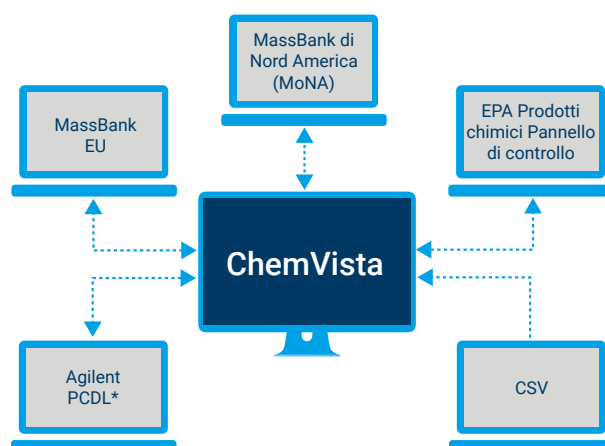 MassBank di
Nord America
(MoNA)
MassBank
EU
EPA Prodotti
chimici Pannello
di controllo
ChemVista
Agilent
PCDL*
CSV